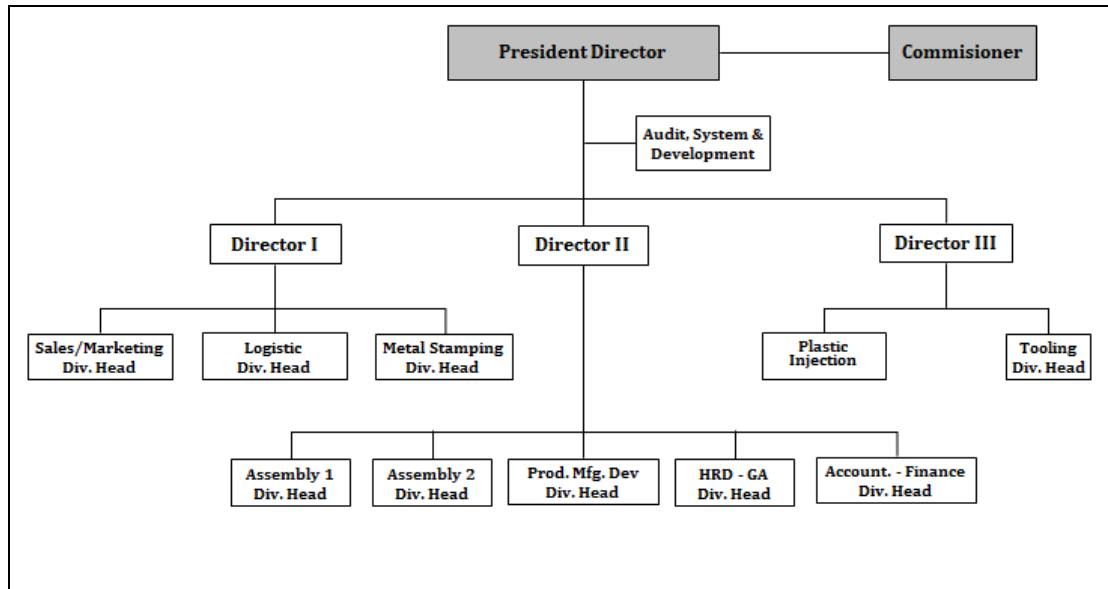 President Director
Commisioner
Audit, System &
Development
Director I
Director II
Director III
Sales/Marketing
Div. Head
Logistic
Div. Head
Metal Stamping
Div. Head
Plastic
Injection
Tooling
Div. Head
Assembly 1
Div. Head
Assembly 2
Div. Head
Prod. Mfg. Dev
Div. Head
HRD - GA
Div. Head
Account. - Finance
Div. Head